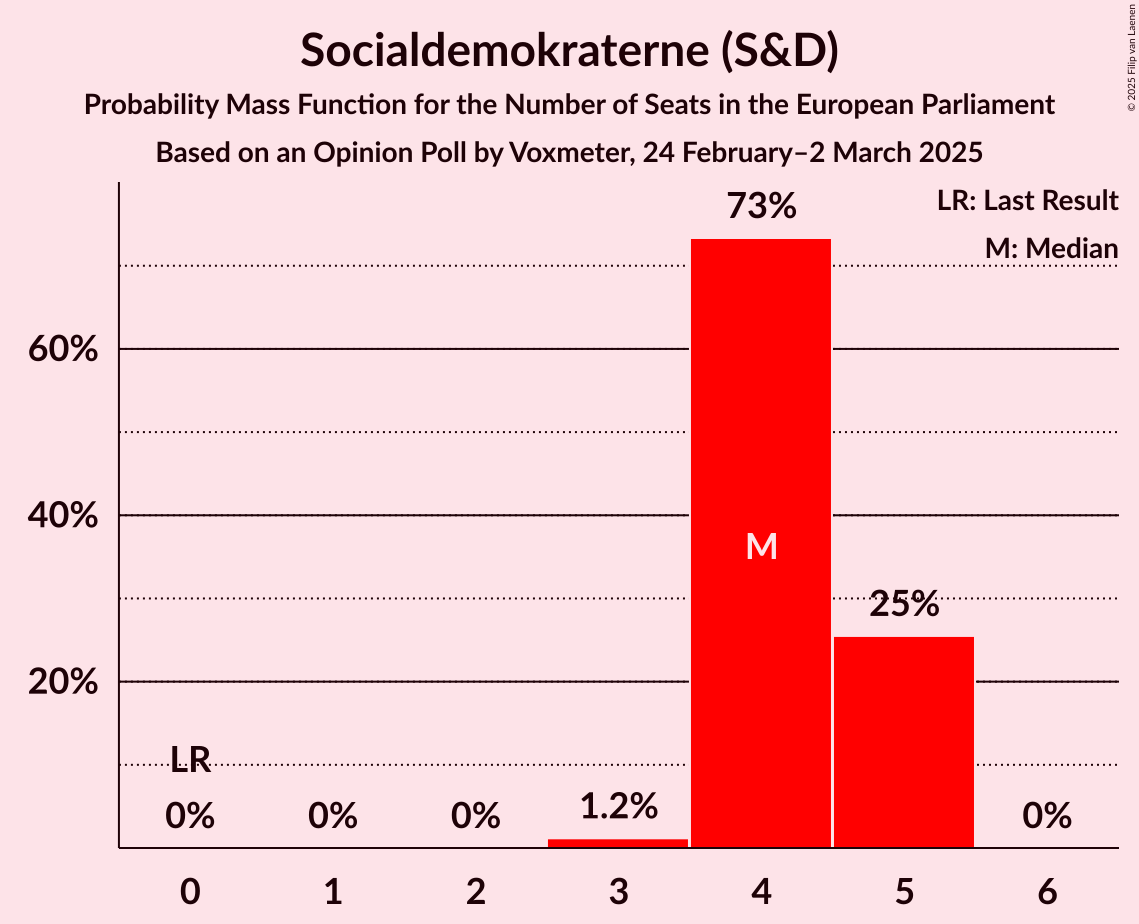 Socialdemokraterne (S&D)
Probability Mass Function for the Number of Seats in the European Parliament
Based on an Opinion Poll by Voxmeter, 24 February–2 March 2025
© 2025 Filip van Laenen
LR: Last Result
M: Median
73%
60%
40%
M
25%
20%
LR
0%
0%
0%
1.2%
0%
0
1
2
3
4
5
6